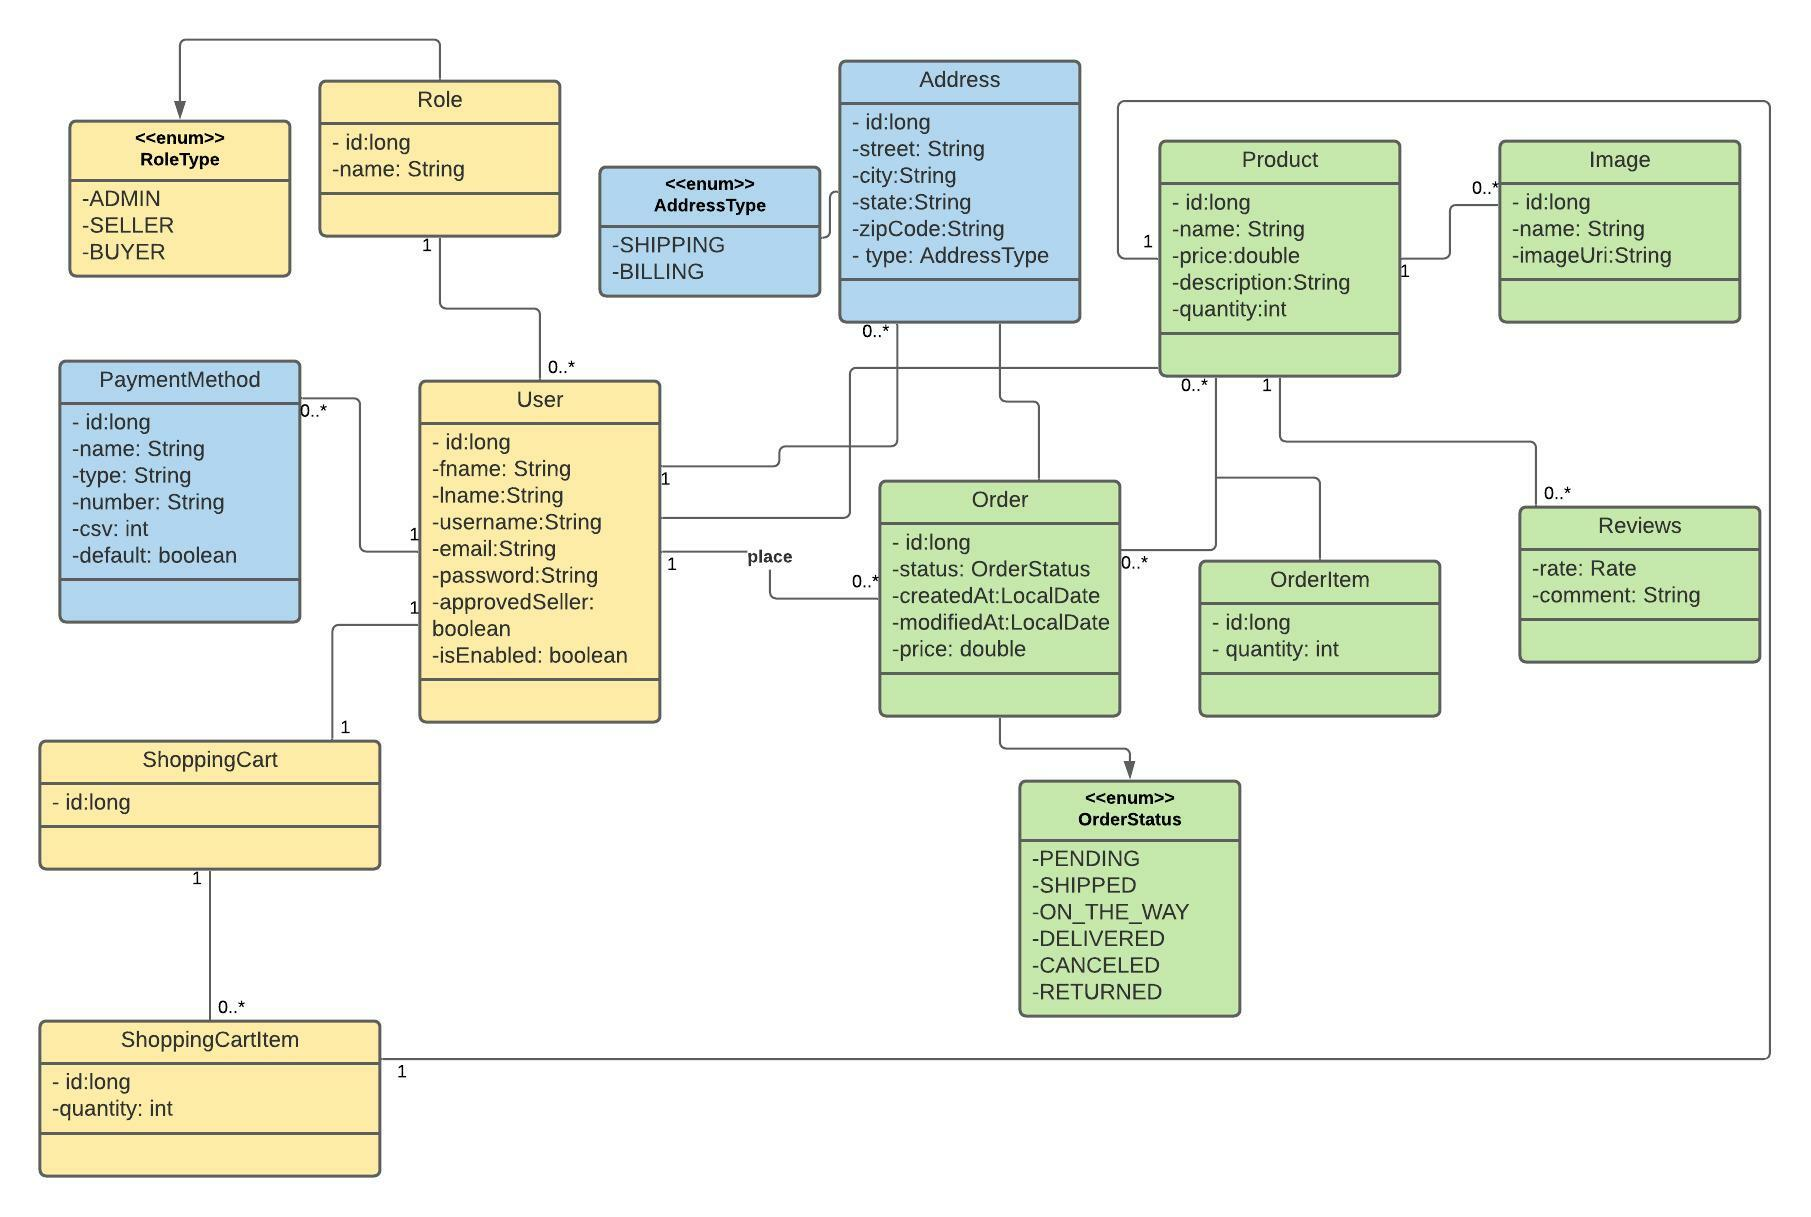 <<enum>>
RoleType
-ADMIN
-SELLER
-BUYER
Role
- id:long
-name: String
1
0..*
<<enum>>
AddressType
-SHIPPING
-BILLING
Address
- id:long
-street: String
-city:String
-state:String
-zipCode:String
- type: AddressType
0..*
1
Product
- id:long
-name: String
-price:double
-description:String
-quantity:int
1
0..*
1
0..*
Image
- id:long
-name: String
-imageUri:String
PaymentMethod
- id:long
-name: String
-type: String
-number: String
-csv: int
-default: boolean
0..*
1
User
- id:long
-fname: String
-lname:String
-username:String
-email:String
-password:String
-approvedSeller:
boolean
-isEnabled: boolean
1
1
place
0..*
1
1
Order
- id:long
-status: OrderStatus
-createdAt:LocalDate
-modifiedAt:LocalDate
-price: double
0..*
OrderItem
- id:long
- quantity: int
0..*
Reviews
-rate: Rate
-comment: String
ShoppingCart
- id:long
1
0..*
<<enum>>
OrderStatus
-PENDING
-SHIPPED
-ON_THE_WAY
-DELIVERED
-CANCELED
-RETURNED
ShoppingCartItem
- id:long
-quantity: int
1